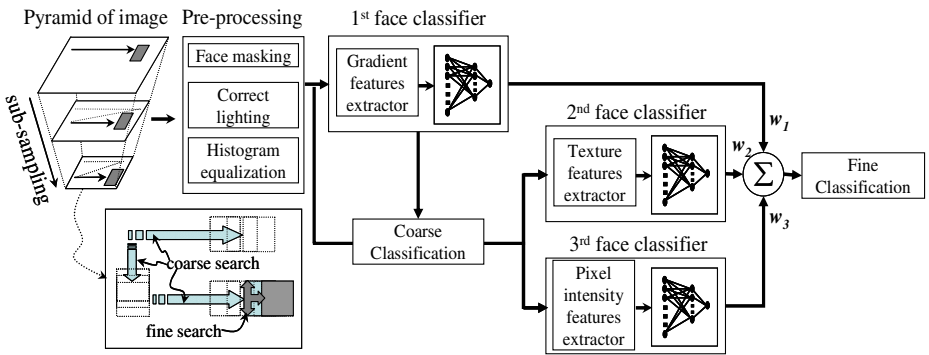 Pyramid of image
Pre-processing
1st face classifier
sub-sampling
Face masking
Correct
lighting
Histogram
equalization
Gradient
features
extractor
coarse search
fine search
Coarse
Classification
2nd face classifier
Texture
features
extractor
3rd face classifier
Pixel
intensity
features
extractor
w1
w2
w3
Σ
Fine
Classification